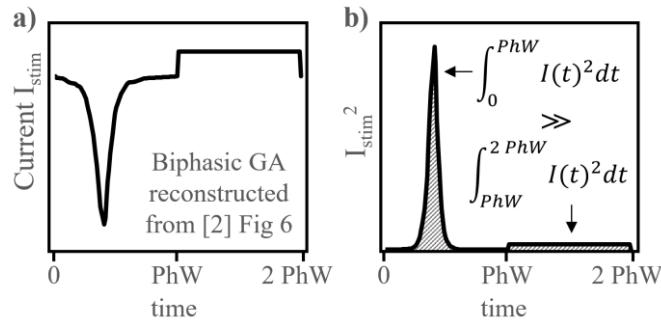 a)
Current I_stim
Biphasic GA
reconstructed
from [2] Fig 6
0 PhW 2 PhW
time
b)
I_stim^2
∫_0^PhW I(t)^2 dt
≫
∫_PhW^2 PhW I(t)^2 dt
0 PhW 2 PhW
time